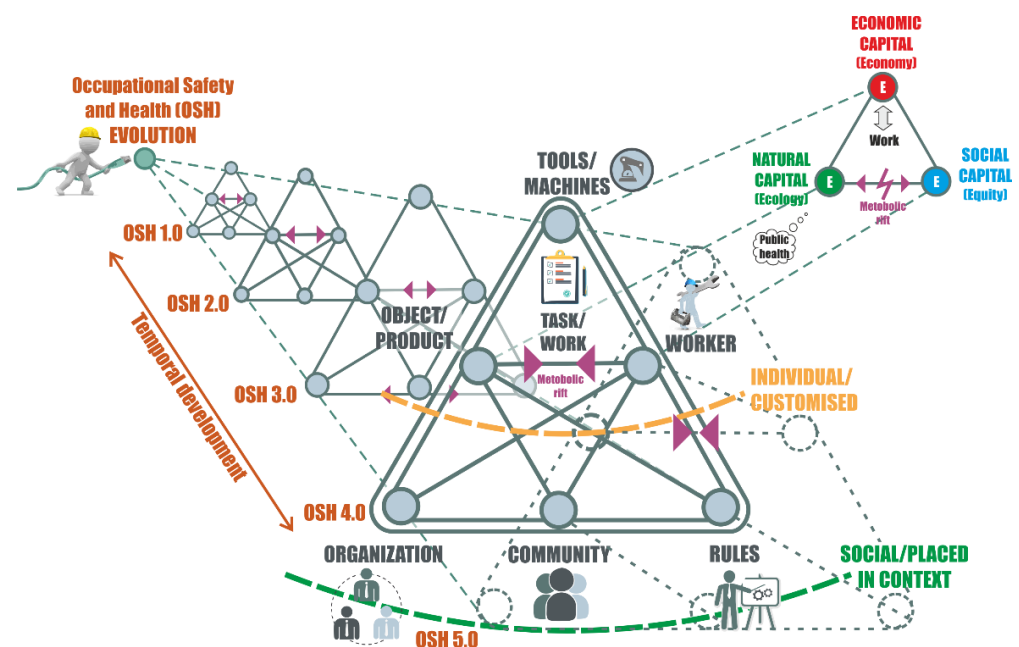 ECONOMIC
CAPITAL
(Economy)
E
Work
Occupational Safety
and Health (OSH)
EVOLUTION
TOOLS/
MACHINES
NATURAL
CAPITAL
(Ecology)
E
E
SOCIAL
CAPITAL
(Equity)
Metobolic
rift
Public
health
OSH 1.0
OSH 2.0
OBJECT/
PRODUCT
TASK/
WORK
WORKER
Metobolic
rift
OSH 3.0
Temporal development
INDIVIDUAL/
CUSTOMISED
OSH 4.0
ORGANIZATION
COMMUNITY
RULES
SOCIAL/PLACED
IN CONTEXT
OSH 5.0